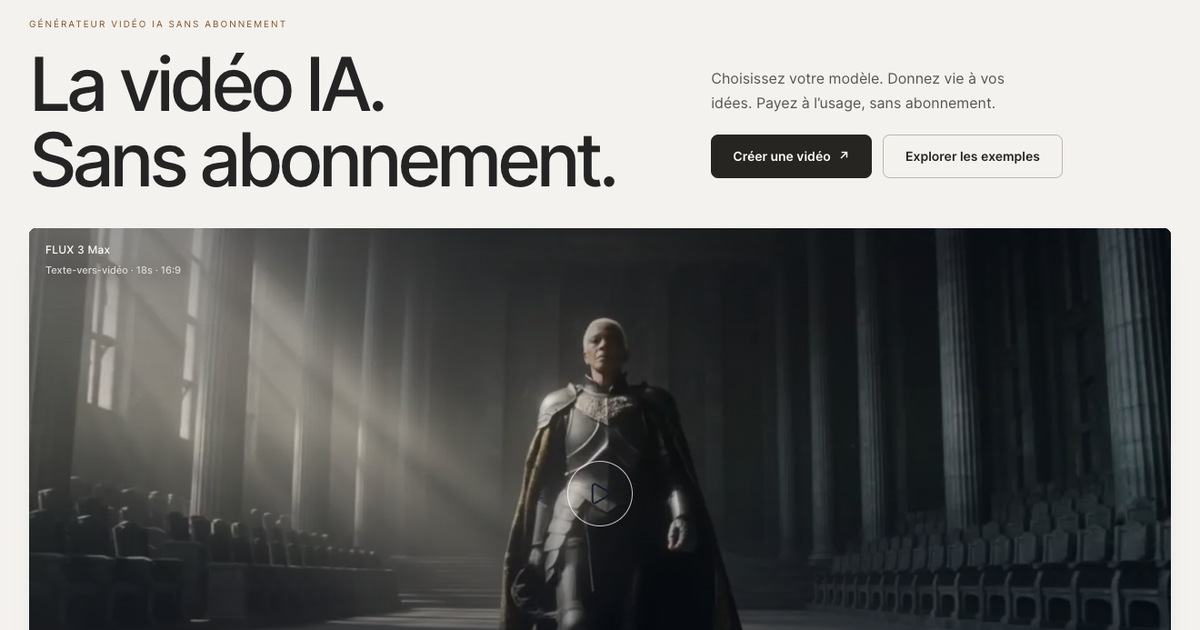 GÉNÉRATEUR VIDÉO IA SANS ABONNEMENT
La vidéo IA.
Sans abonnement.
Choisissez votre modèle. Donnez vie à vos
idées. Payez à l’usage, sans abonnement.
Créer une vidéo ↗
Explorer les exemples
FLUX 3 Max
Texte-vers-vidéo · 18s · 16:9